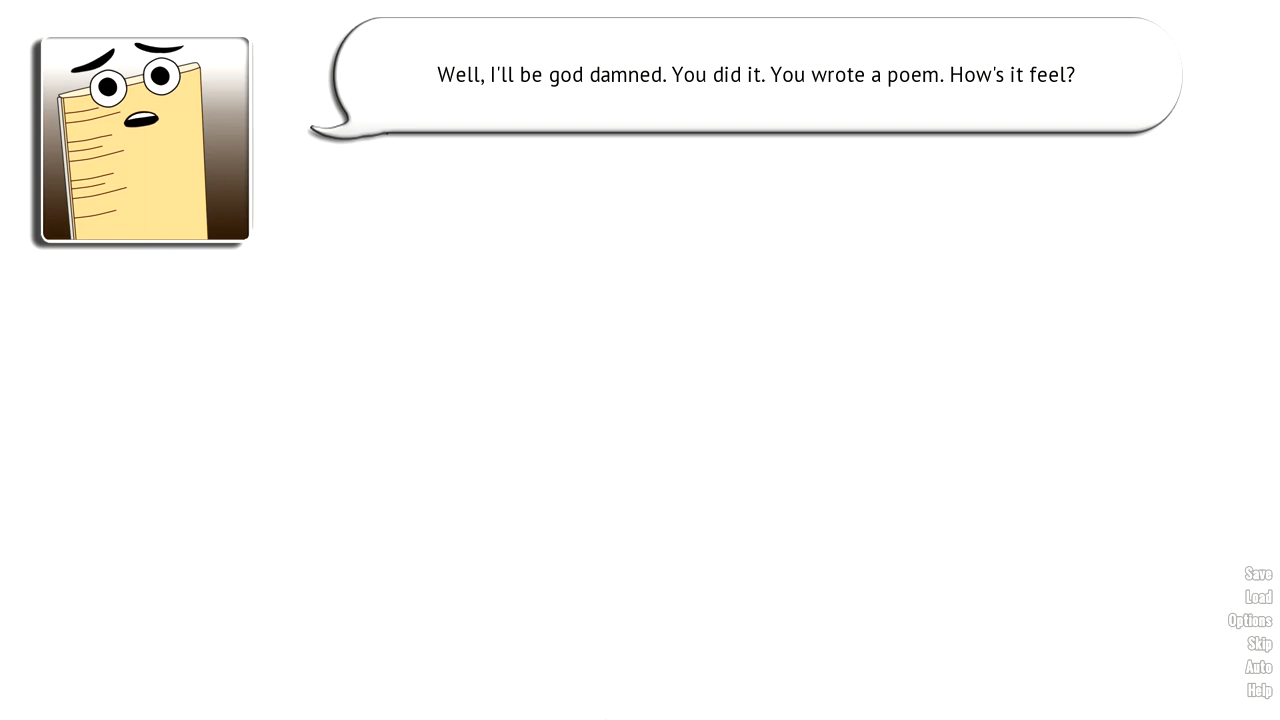 Well, I'll be god damned. You did it. You wrote a poem. How's it feel?
Save
Load
Options
Skip
Auto
Help